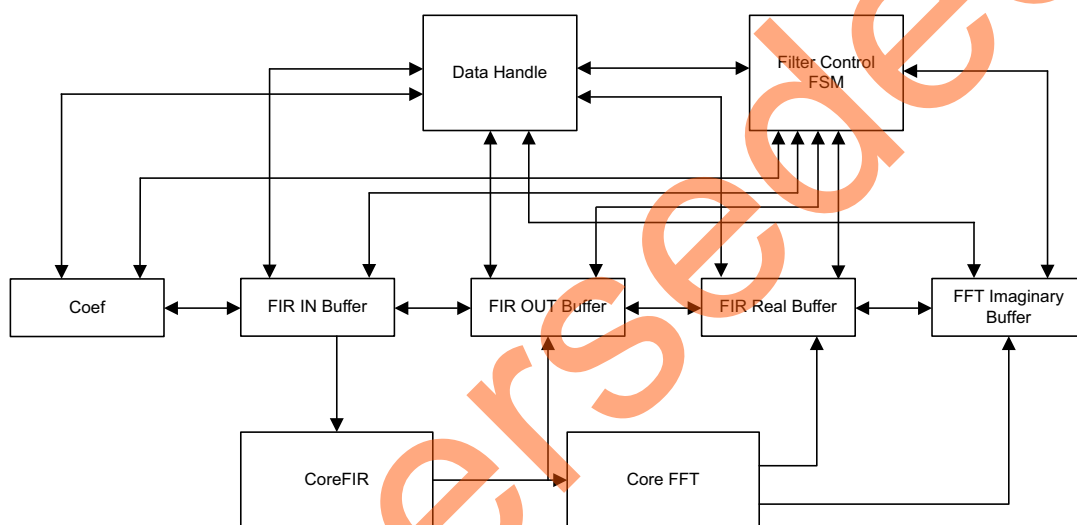 Data Handle
Filter Control
FSM
Coef
FIR IN Buffer
FIR OUT Buffer
FIR Real Buffer
FFT Imaginary
Buffer
CoreFIR
Core FFT